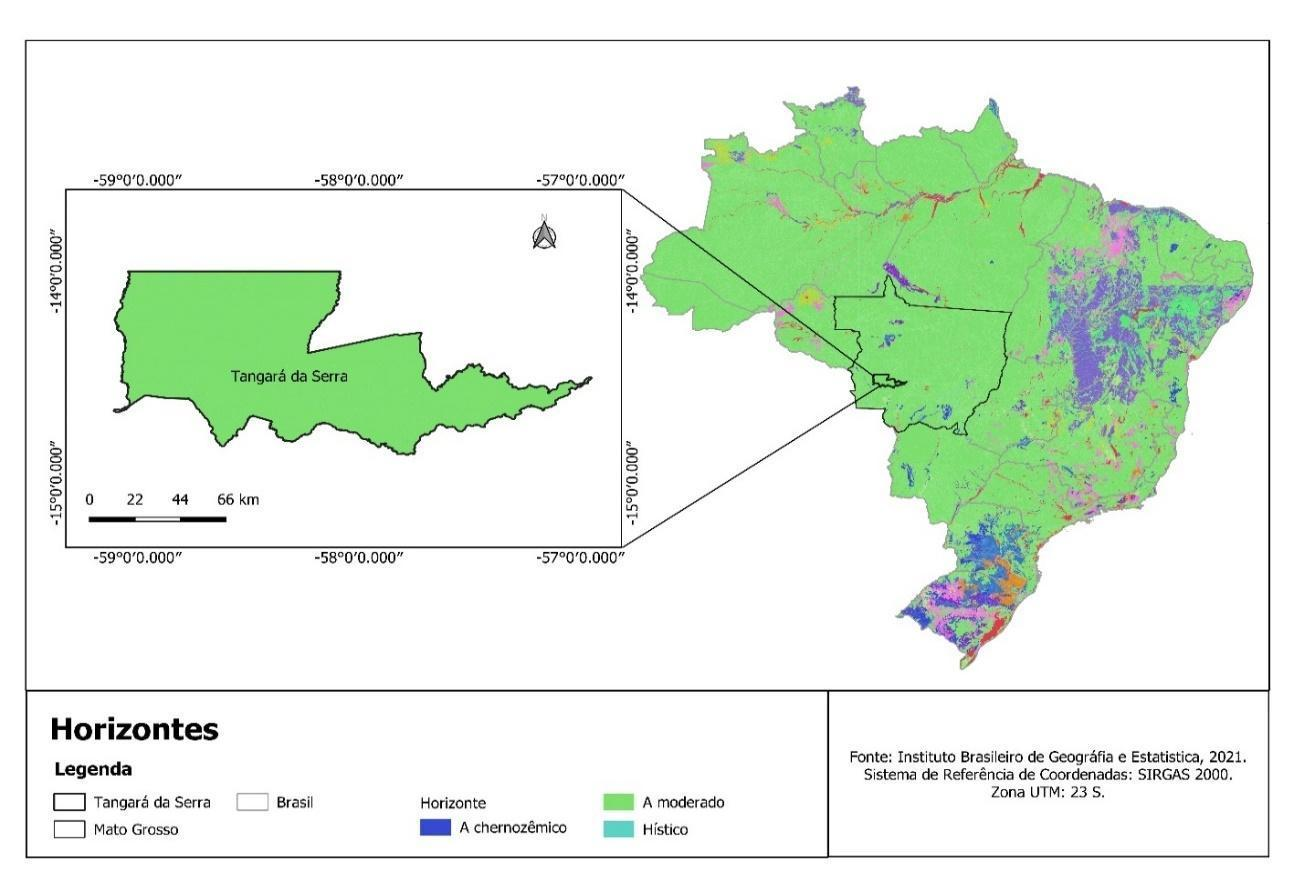 -59°0'0.000"
-58°0'0.000"
-57°0'0.000"
N
-14°0'0.000"
-14°0'0.000"
Tangará da Serra
-15°0'0.000"
-15°0'0.000"
0 22 44 66 km
-59°0'0.000"
-58°0'0.000"
-57°0'0.000"
Horizontes
Legenda
Tangará da Serra
Brasil
Mato Grosso
Horizonte
A chernozêmico
A moderado
Hístico
Fonte: Instituto Brasileiro de Geográfia e Estatistica, 2021.
Sistema de Referência de Coordenadas: SIRGAS 2000.
Zona UTM: 23 S.